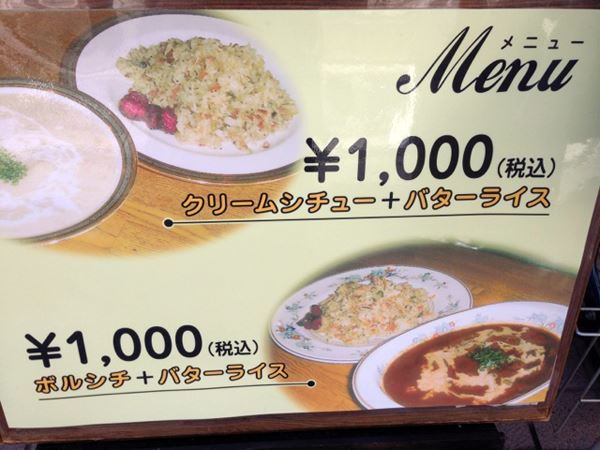 メニュー
Menu
¥1,000(税込)
クリームシチュー+バターライス
¥1,000(税込)
ボルシチ+バターライス